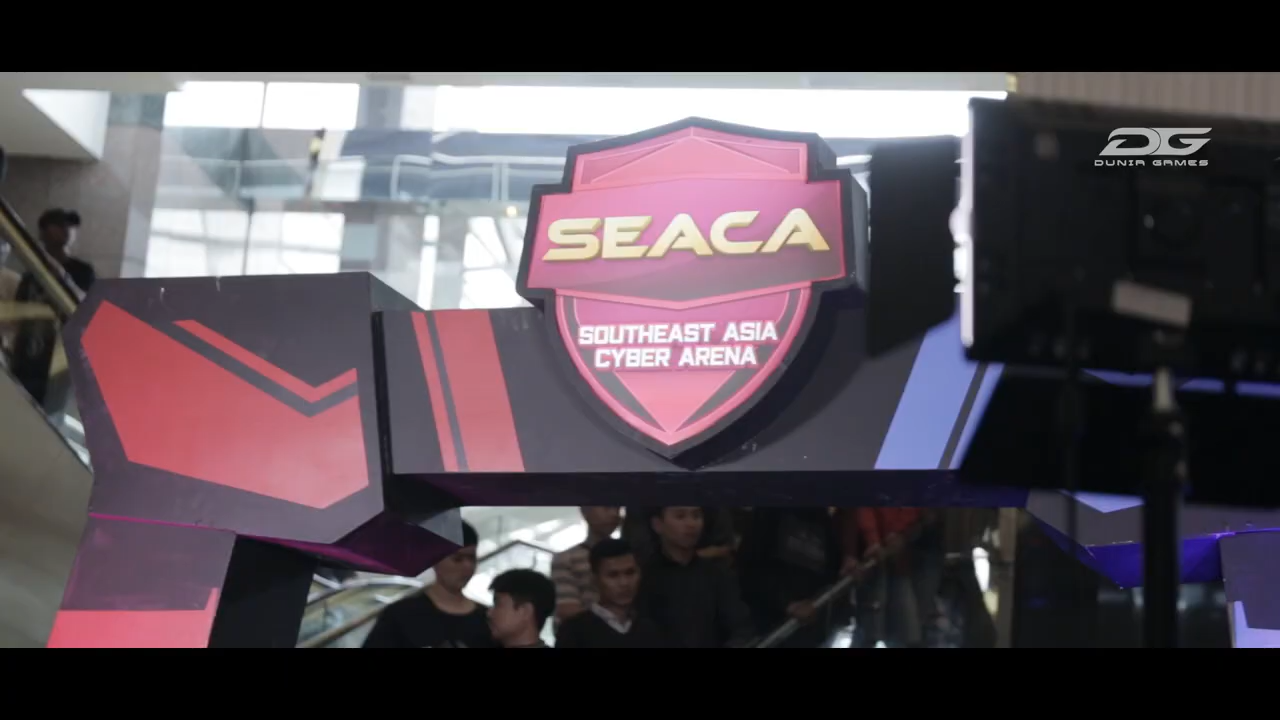 DG
DUNIA GAMES
SEACA
SOUTHEAST ASIA
CYBER ARENA